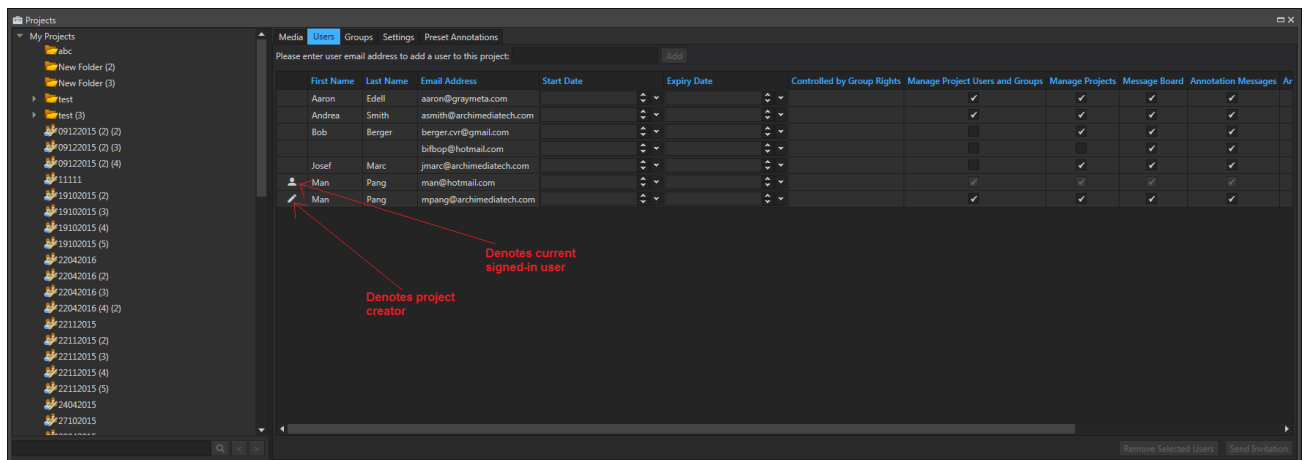 Projects
My Projects
abc
New Folder (2)
New Folder (3)
test
test (3)
09122015 (2) (2)
09122015 (2) (3)
09122015 (2) (4)
11111
19102015 (2)
19102015 (3)
19102015 (4)
19102015 (5)
22042016
22042016 (2)
22042016 (3)
22042016 (4) (2)
22112015
22112015 (2)
22112015 (3)
22112015 (4)
22112015 (5)
24042015
27102015
Media Users Groups Settings Preset Annotations
Please enter user email address to add a user to this project: Add
First Name Last Name Email Address Start Date Expiry Date Controlled by Group Rights Manage Project Users and Groups Manage Projects Message Board Annotation Messages Ar
Aaron Edell aaron@graymeta.com
Andrea Smith asmith@archimediatech.com
Bob Berger berger.cvr@gmail.com
bifbop@hotmail.com
Josef Marc jmarc@archimediatech.com
Man Pang man@hotmail.com
Man Pang mpang@archimediatech.com
Denotes current
signed-in user
Denotes project
creator
< >
Remove Selected Users Send Invitation